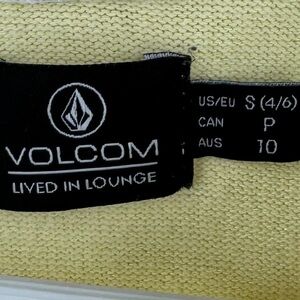 VOLCOM
LIVED IN LOUNGE
US/EU S (4/6)
CAN P
AUS 10